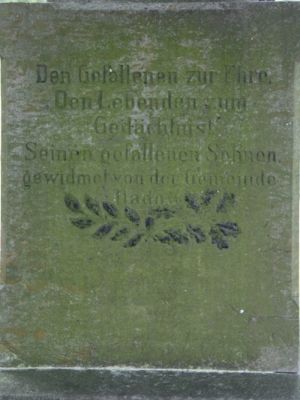 Den Gefallenen zur Ehre,
Den Lebenden zum
Gedächtnis!
Seinen gefallenen Söhnen,
gewidmet von der Gemeinde